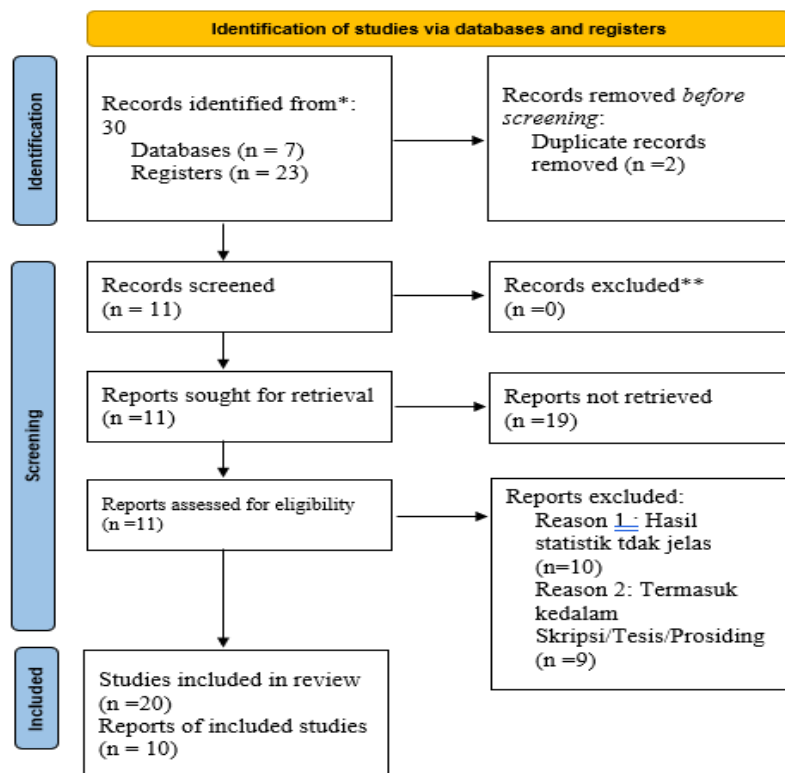 Identification of studies via databases and registers
Identification
Records identified from*:
30
Databases (n = 7)
Registers (n = 23)
Records removed before
screening:
Duplicate records
removed (n =2)
Screening
Records screened
(n = 11)
Records excluded**
(n =0)
Reports sought for retrieval
(n =11)
Reports not retrieved
(n =19)
Reports assessed for eligibility
(n =11)
Reports excluded:
Reason 1 : Hasil
statistik tdak jelas
(n=10)
Reason 2: Termasuk
kedalam
Skripsi/Tesis/Prosiding
(n =9)
Included
Studies included in review
(n =20)
Reports of included studies
(n = 10)